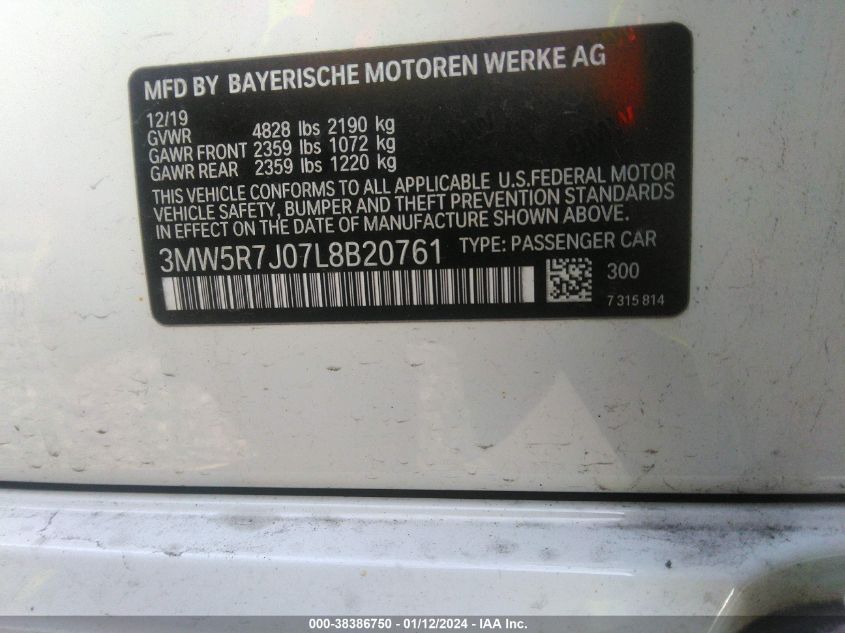 MFD BY BAYERISCHE MOTOREN WERKE AG
12/19
GVWR 4828 lbs 2190 kg
GAWR FRONT 2359 lbs 1072 kg
GAWR REAR 2359 lbs 1220 kg
THIS VEHICLE CONFORMS TO ALL APPLICABLE U.S.FEDERAL MOTOR
VEHICLE SAFETY, BUMPER AND THEFT PREVENTION STANDARDS
IN EFFECT ON THE DATE OF MANUFACTURE SHOWN ABOVE.
3MW5R7J07L8B20761 TYPE: PASSENGER CAR
300
7 315 814
000-38386750 - 01/12/2024 - IAA Inc.